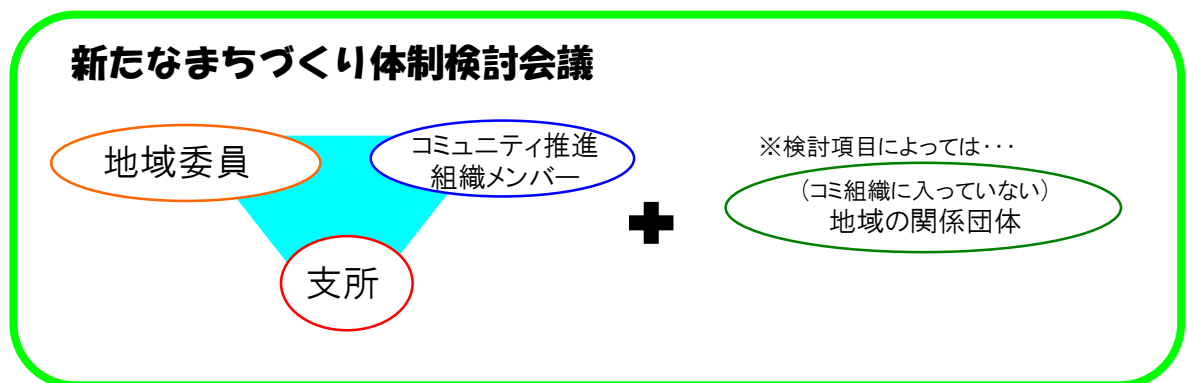 新たなまちづくり体制検討会議
地域委員
コミュニティ推進
組織メンバー
支所
※検討項目によっては･･･
（コミ組織に入っていない）
地域の関係団体